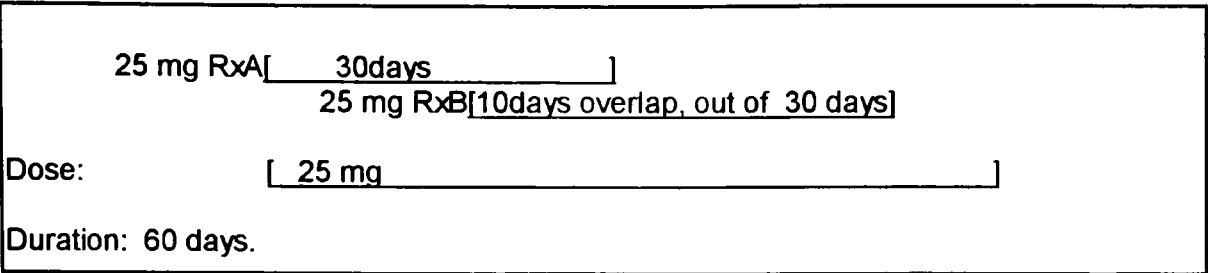 25 mg RxA[ 30days ]
25 mg RxB[10days overlap, out of 30 days]
Dose: [ 25 mg ]
Duration: 60 days.